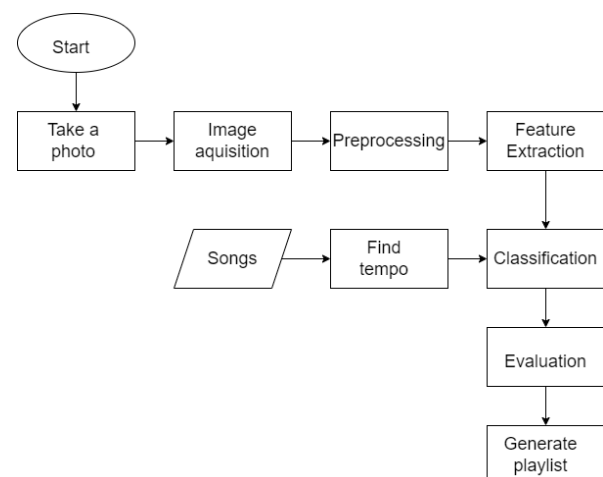 Start
Take a
photo
Image
aquisition
Preprocessing
Feature
Extraction
Songs
Find
tempo
Classification
Evaluation
Generate
playlist